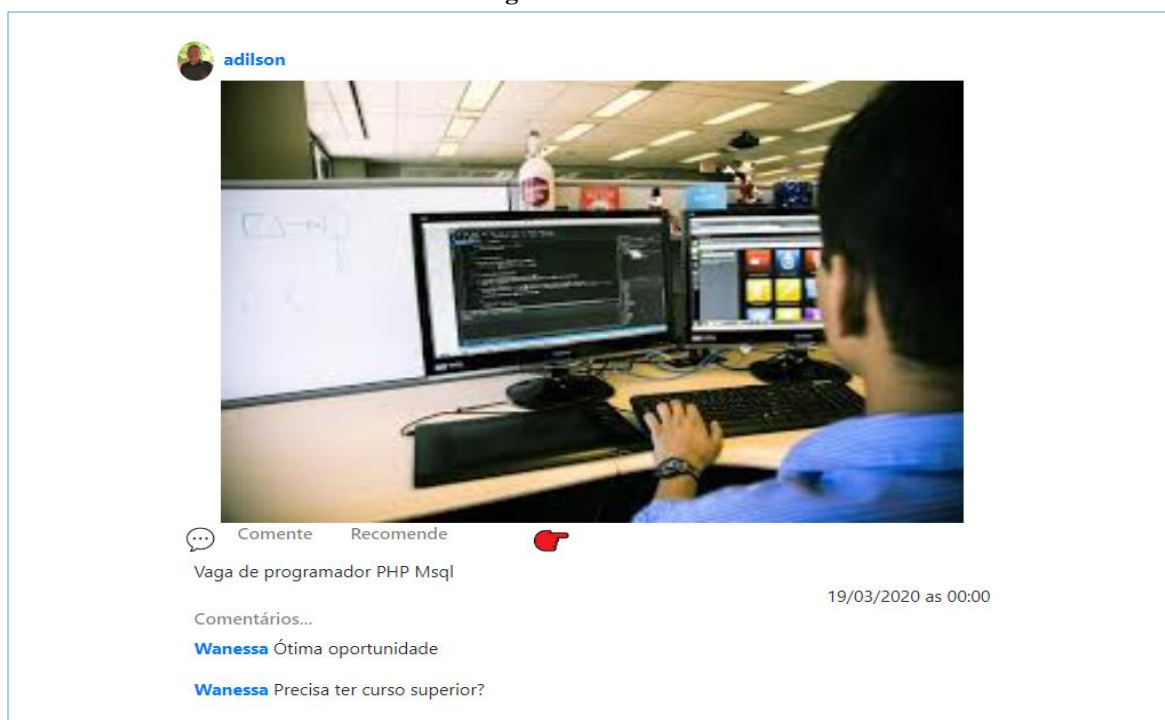 adilson
Comente Recomende
Vaga de programador PHP Msql
19/03/2020 as 00:00
Comentários...
Wanessa Ótima oportunidade
Wanessa Precisa ter curso superior?